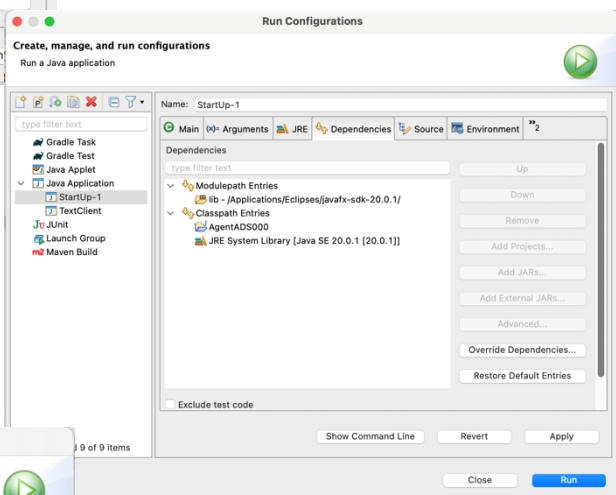 Run Configurations
Create, manage, and run configurations
Run a Java application
type filter text
Gradle Task
Gradle Test
Java Applet
Java Application
StartUp-1
TextClient
JUnit
Launch Group
Maven Build
9 of 9 items
Name: StartUp-1
Main (x)= Arguments JRE Dependencies Source Environment »2
Dependencies
type filter text
Modulepath Entries
lib - /Applications/Eclipses/javafx-sdk-20.0.1/
Classpath Entries
AgentADS000
JRE System Library [Java SE 20.0.1 [20.0.1]]
Up
Down
Remove
Add Projects...
Add JARs...
Add External JARs...
Advanced...
Override Dependencies...
Restore Default Entries
Exclude test code
Show Command Line
Revert
Apply
Close
Run